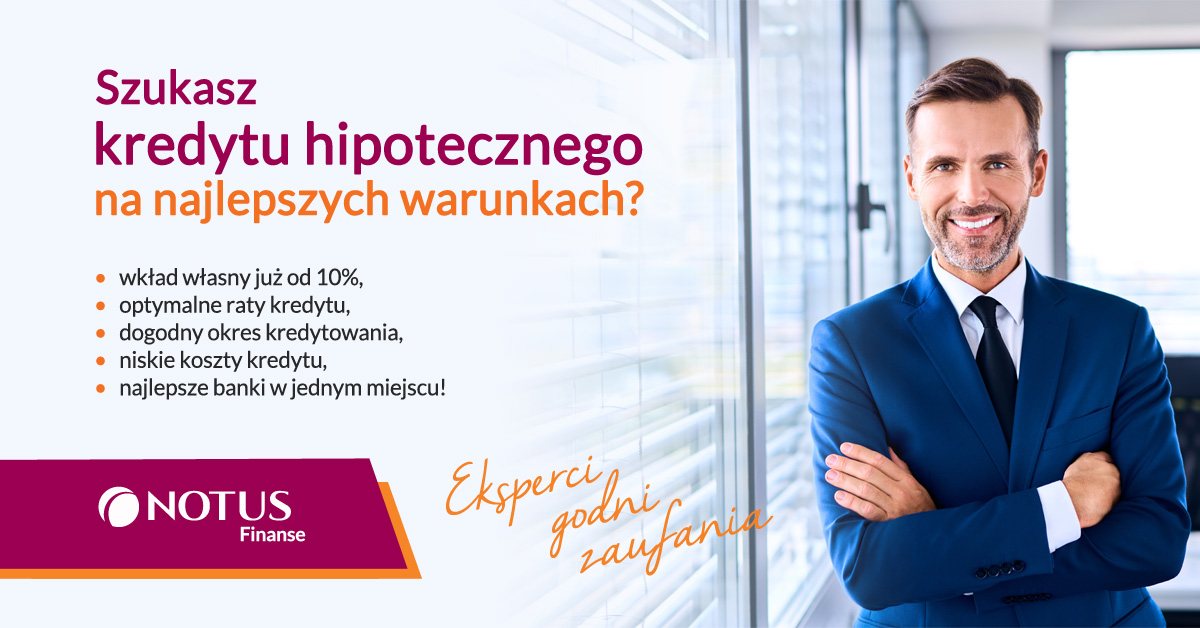 Szukasz
kredytu hipotecznego
na najlepszych warunkach?
• wkład własny już od 10%,
• optymalne raty kredytu,
• dogodny okres kredytowania,
• niskie koszty kredytu,
• najlepsze banki w jednym miejscu!
NOTUS
Finanse
Eksperci
godni
zaufania